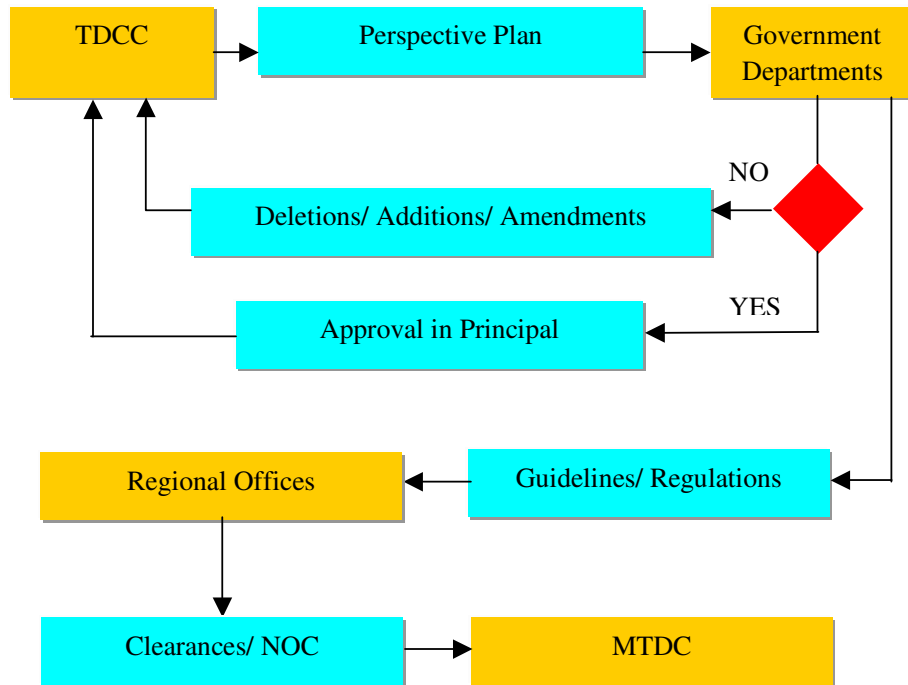 TDCC
Perspective Plan
Government
Departments
NO
Deletions/ Additions/ Amendments
YES
Approval in Principal
Regional Offices
Guidelines/ Regulations
Clearances/ NOC
MTDC